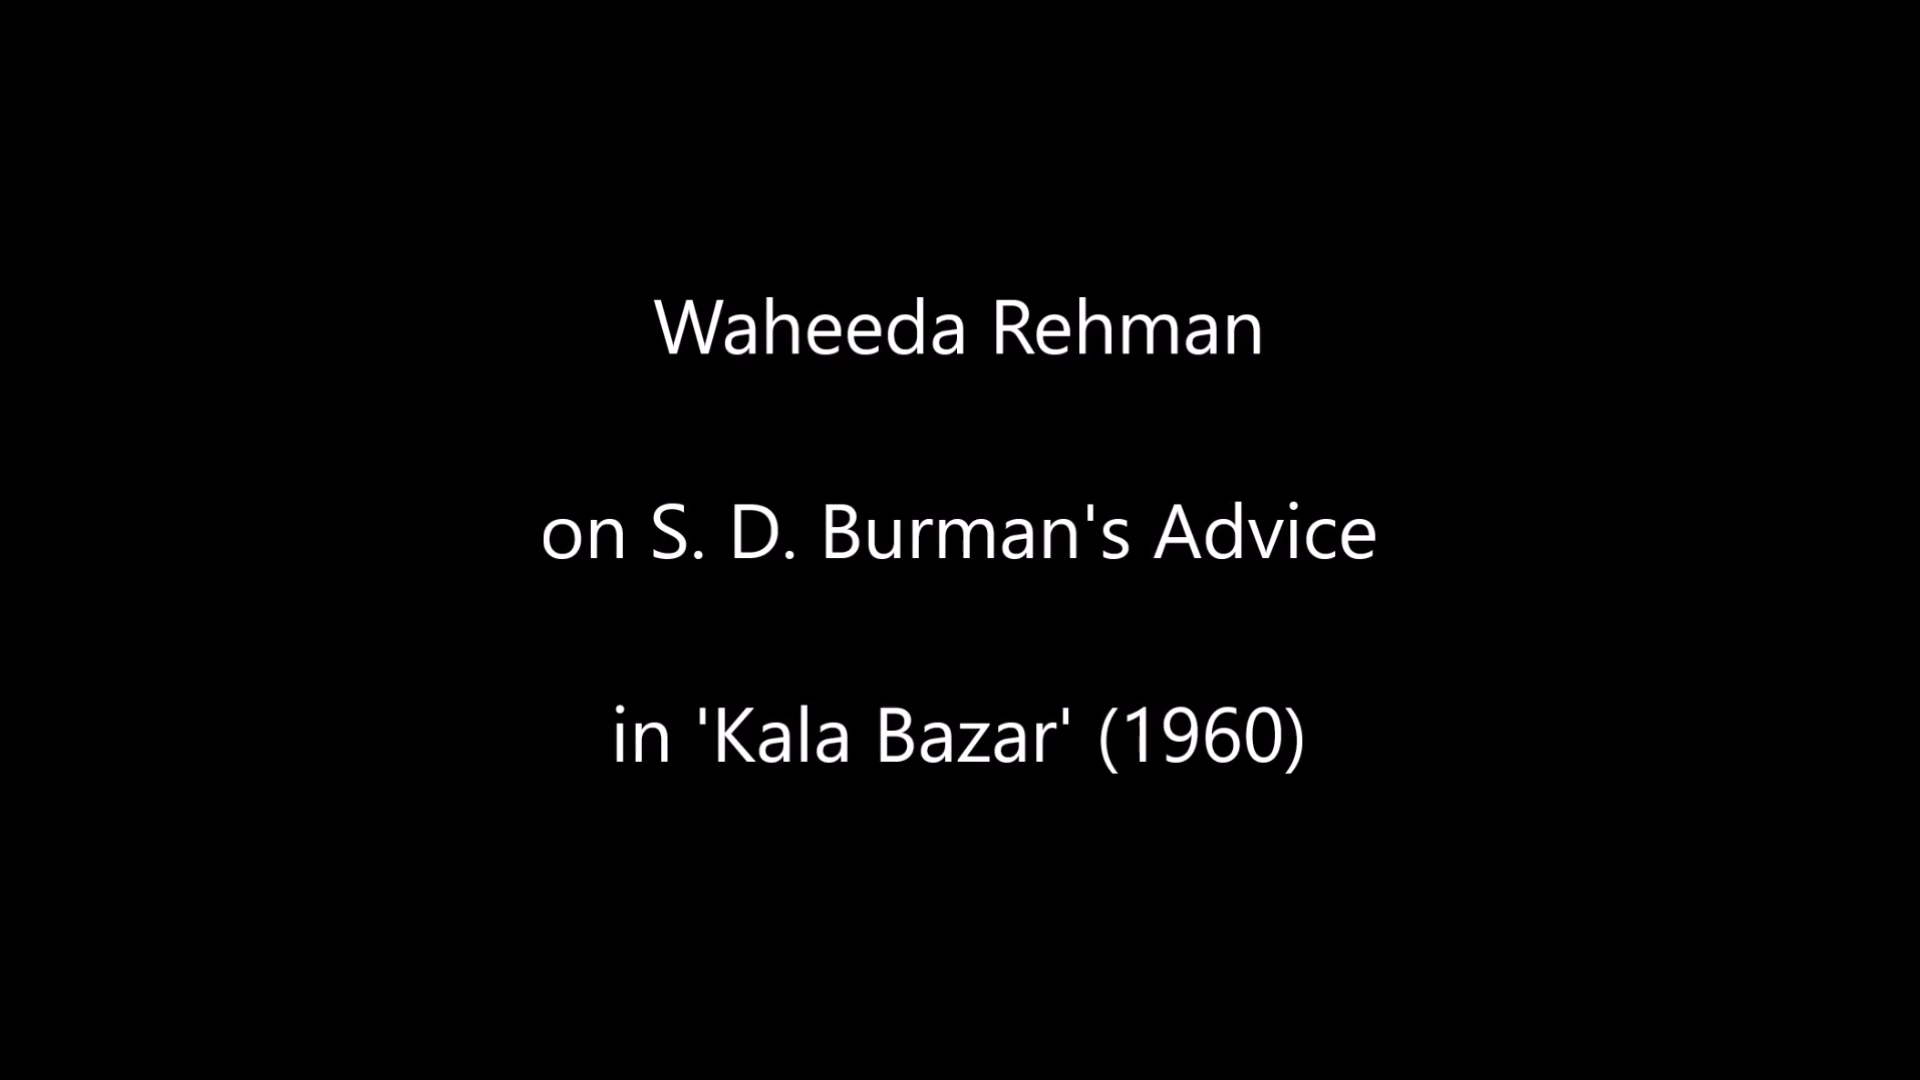 Waheeda Rehman
on S. D. Burman's Advice
in 'Kala Bazar' (1960)